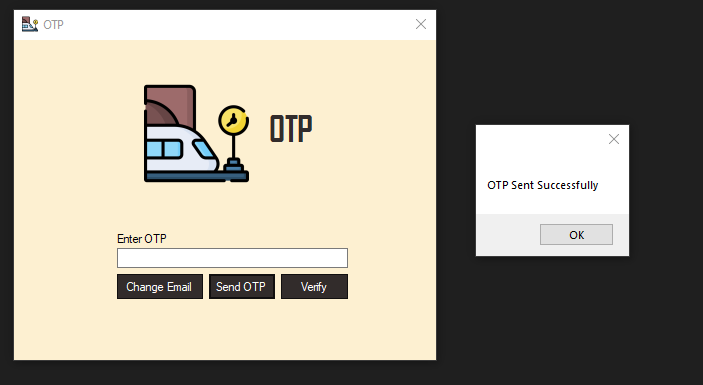 OTP
OTP
Enter OTP
Change Email
Send OTP
Verify
OTP Sent Successfully
OK